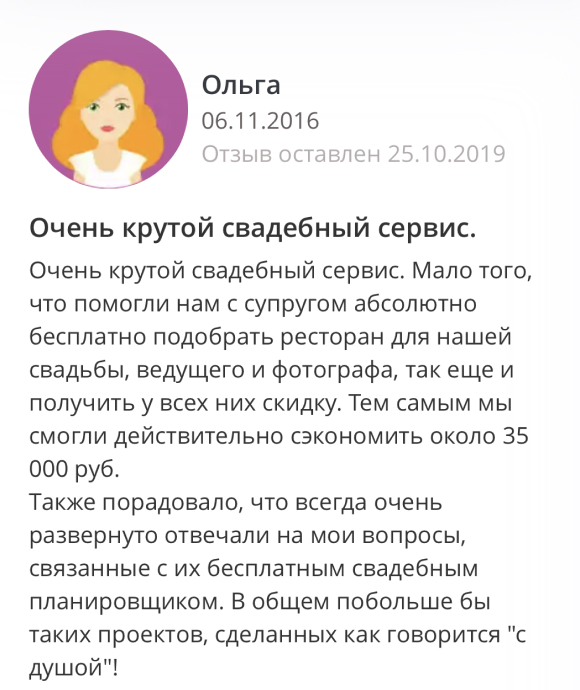 Ольга
06.11.2016
Отзыв оставлен 25.10.2019
Очень крутой свадебный сервис.
Очень крутой свадебный сервис. Мало того,
что помогли нам с супругом абсолютно
бесплатно подобрать ресторан для нашей
свадьбы, ведущего и фотографа, так еще и
получить у всех них скидку. Тем самым мы
смогли действительно сэкономить около 35
000 руб.
Также порадовало, что всегда очень
развернуто отвечали на мои вопросы,
связанные с их бесплатным свадебным
планировщиком. В общем побольше бы
таких проектов, сделанных как говорится "с
душой"!